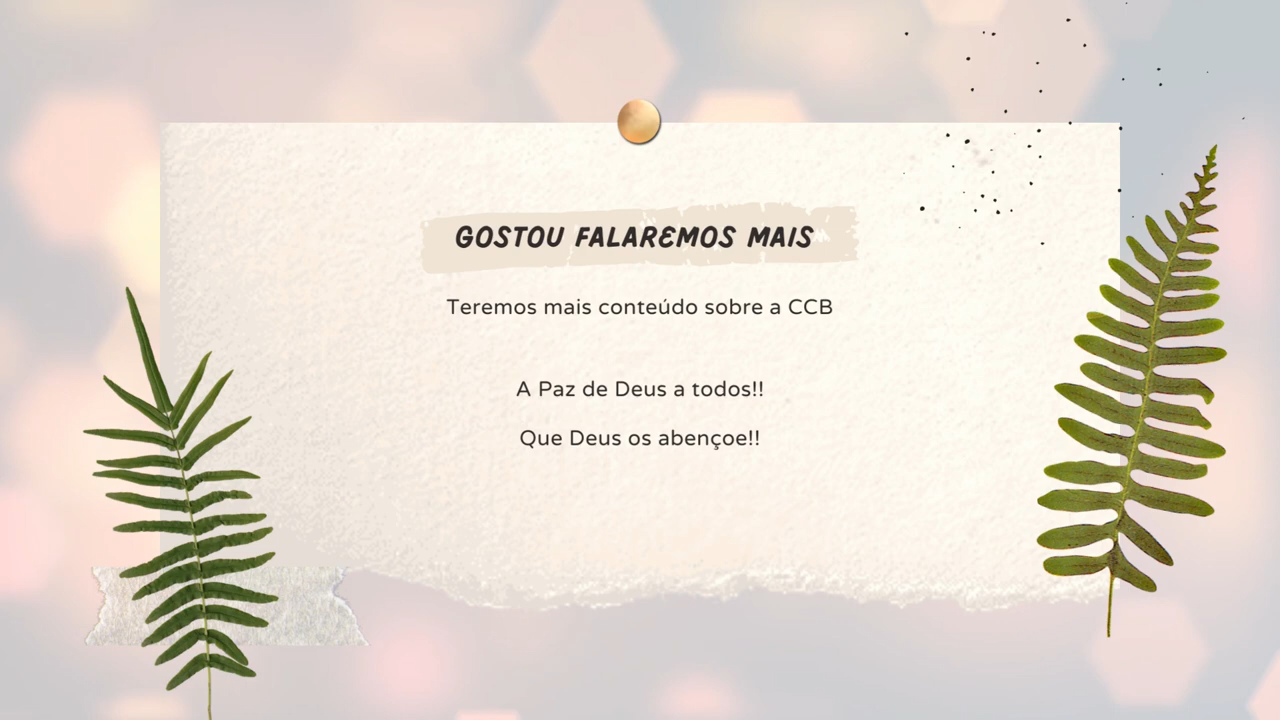 GOSTOU FALAREMOS MAIS
Teremos mais conteúdo sobre a CCB
A Paz de Deus a todos!!
Que Deus os abençoe!!